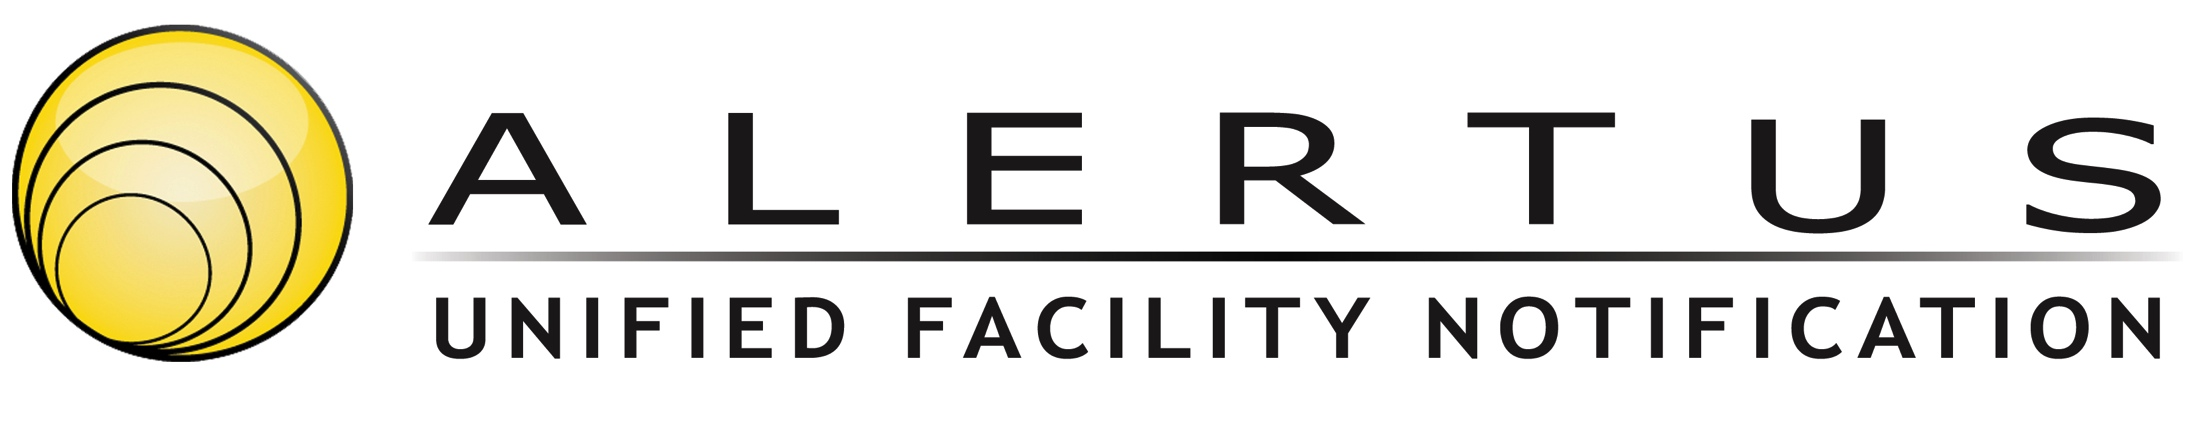 ALERTUS
UNIFIED FACILITY NOTIFICATION